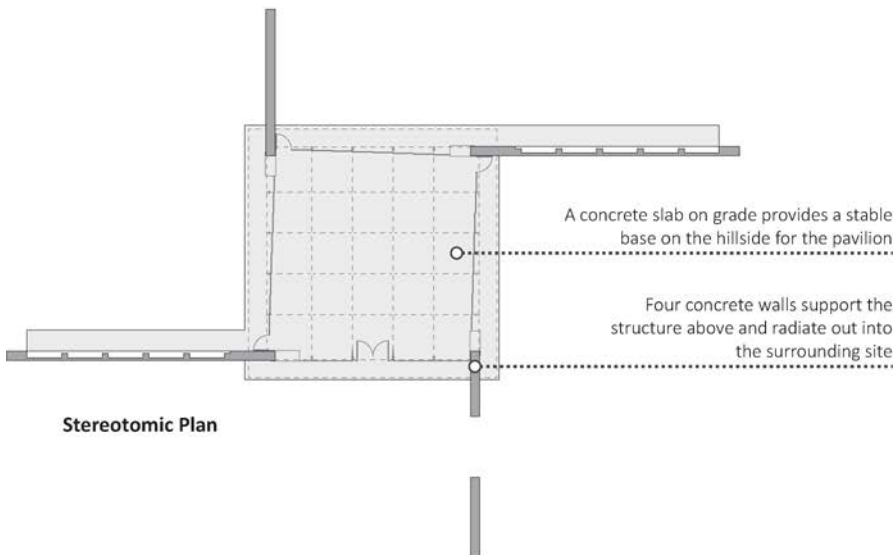 A concrete slab on grade provides a stable
base on the hillside for the pavilion
Four concrete walls support the
structure above and radiate out into
the surrounding site
Stereotomic Plan